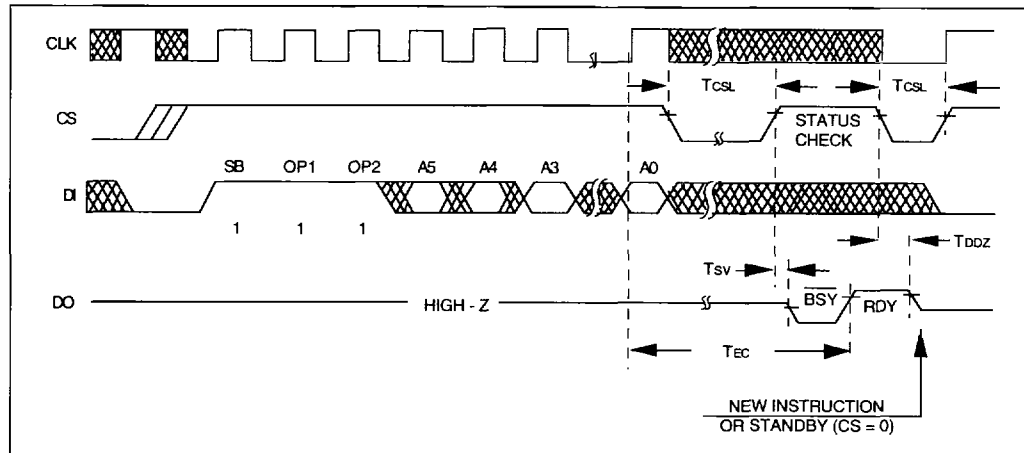 CLK
TCSL
TCSL
CS
STATUS
CHECK
SB OP1 OP2 A5 A4 A3 A0
DI
1 1 1
TDDZ
TSV
BSY
RDY
DO
HIGH - Z
TEC
NEW INSTRUCTION
OR STANDBY (CS = 0)